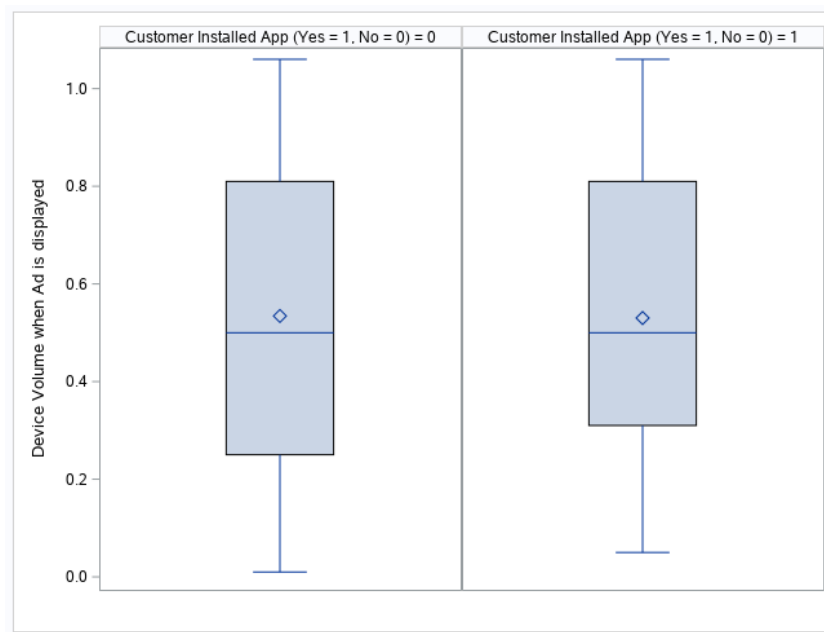 Customer Installed App (Yes = 1, No = 0) = 0
Customer Installed App (Yes = 1, No = 0) = 1
Device Volume when Ad is displayed
1.0
0.8
0.6
0.4
0.2
0.0